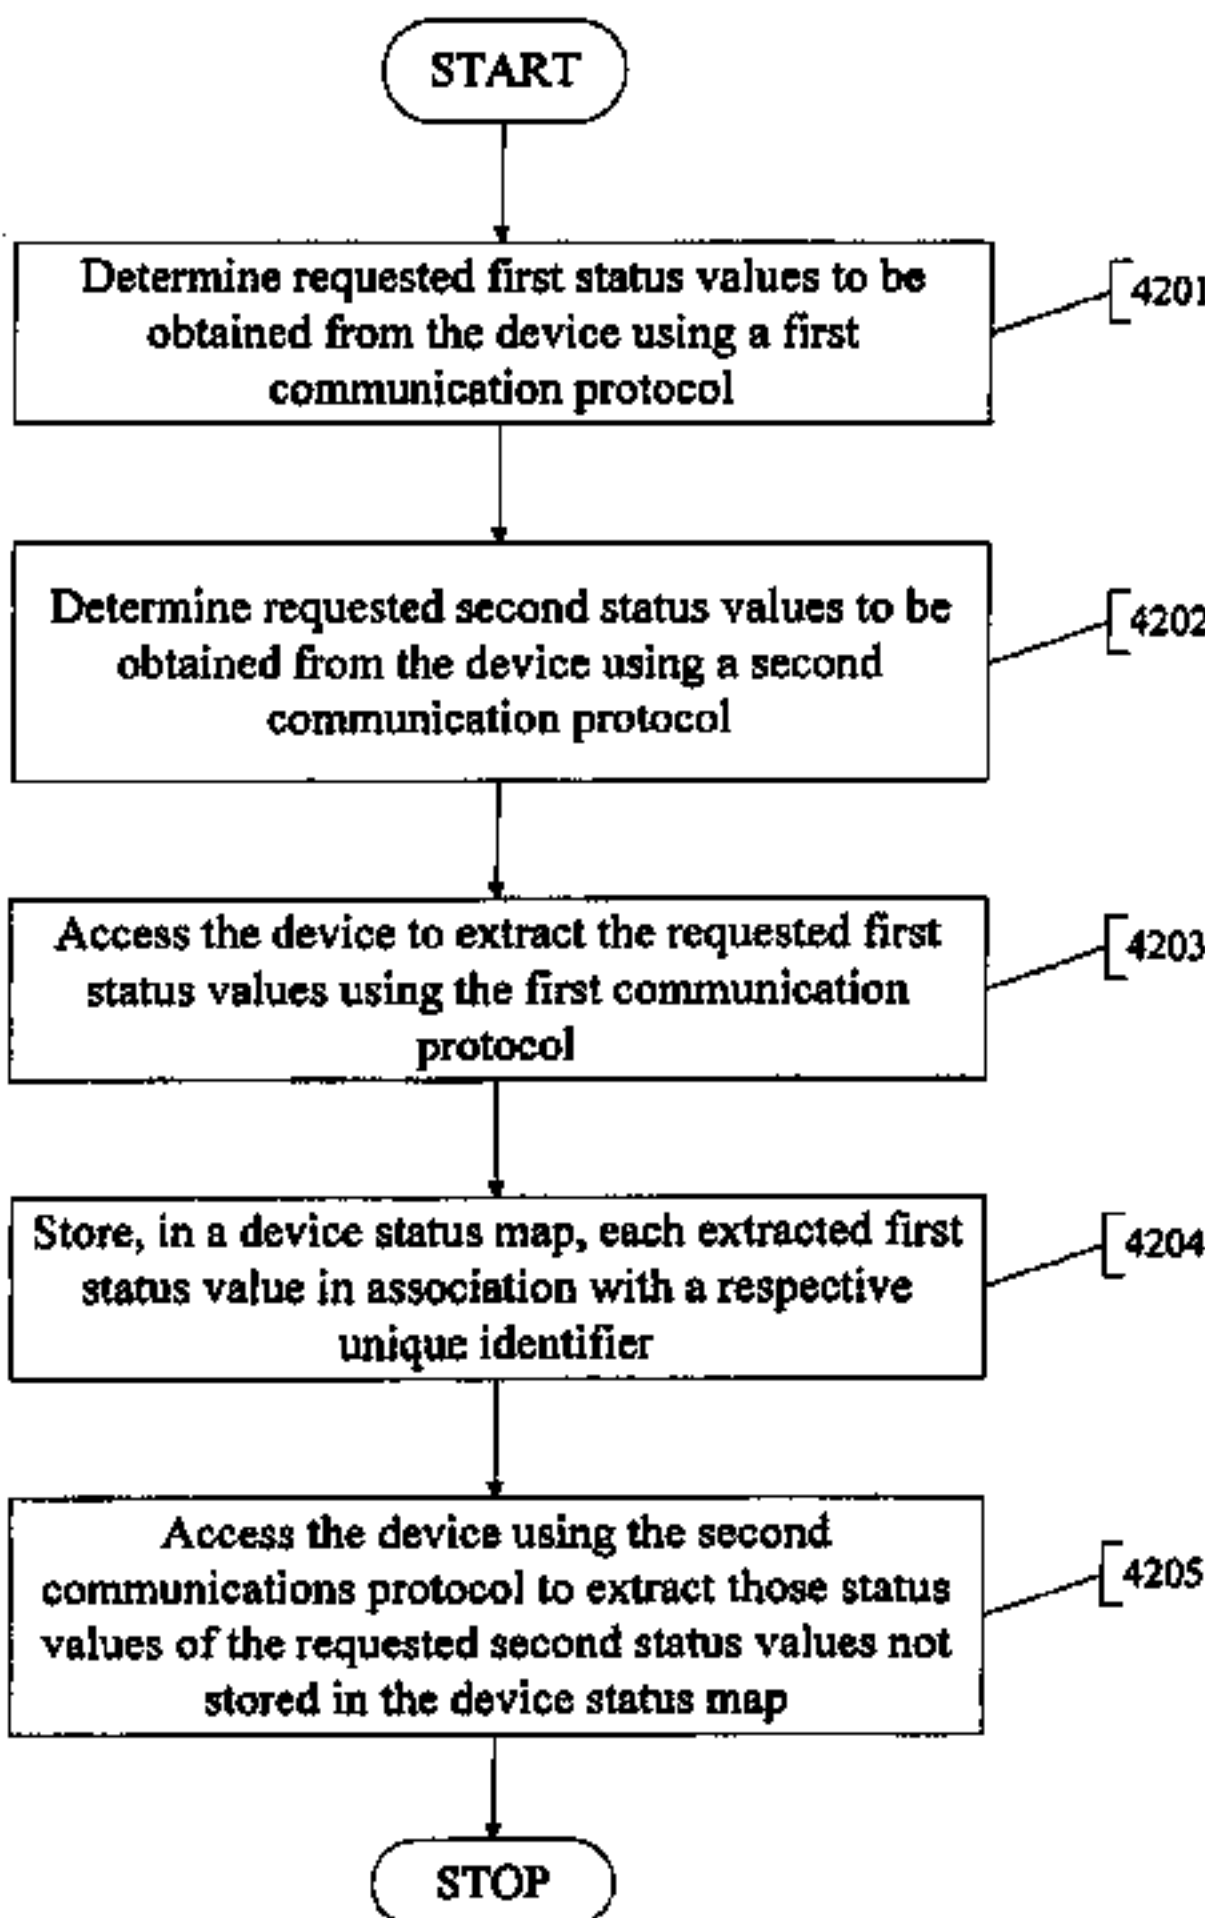 START
Determine requested first status values to be
obtained from the device using a first
communication protocol
4201
Determine requested second status values to be
obtained from the device using a second
communication protocol
4202
Access the device to extract the requested first
status values using the first communication
protocol
4203
Store, in a device status map, each extracted first
status value in association with a respective
unique identifier
4204
Access the device using the second
communications protocol to extract those status
values of the requested second status values not
stored in the device status map
4205
STOP